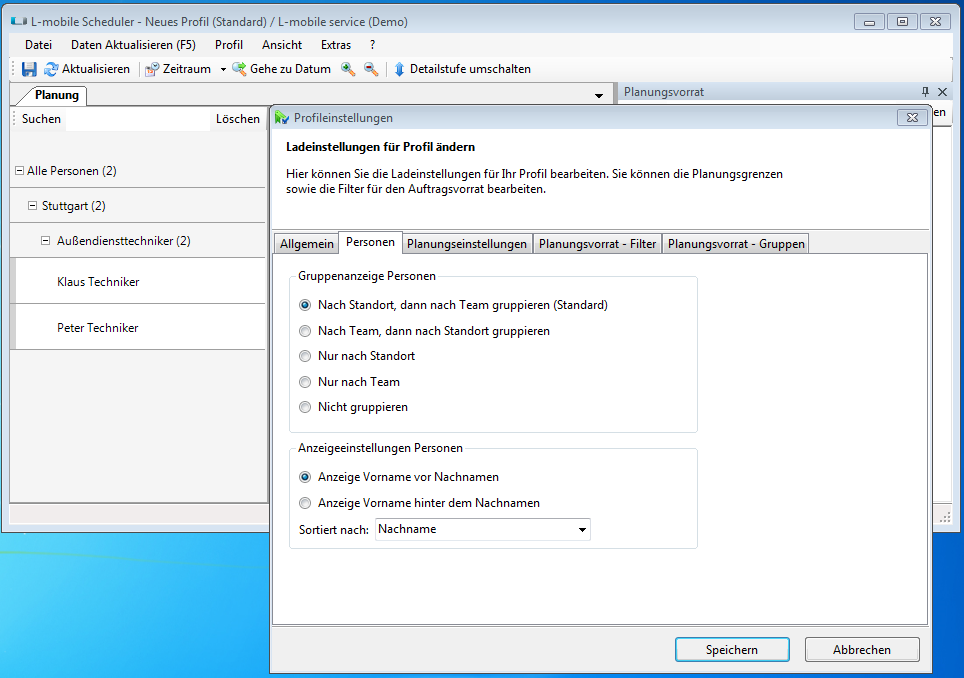 L-mobile Scheduler - Neues Profil (Standard) / L-mobile service (Demo)
Datei Daten Aktualisieren (F5) Profil Ansicht Extras ?
Aktualisieren Zeitraum Gehe zu Datum Detailstufe umschalten
Planung
Planungsvorrat
Suchen Löschen
en
Alle Personen (2)
Stuttgart (2)
Außendiensttechniker (2)
Klaus Techniker
Peter Techniker
Profileinstellungen
Ladeinstellungen für Profil ändern
Hier können Sie die Ladeinstellungen für Ihr Profil bearbeiten. Sie können die Planungsgrenzen
sowie die Filter für den Auftragsvorrat bearbeiten.
Allgemein Personen Planungseinstellungen Planungsvorrat - Filter Planungsvorrat - Gruppen
Gruppenanzeige Personen
Nach Standort, dann nach Team gruppieren (Standard)
Nach Team, dann nach Standort gruppieren
Nur nach Standort
Nur nach Team
Nicht gruppieren
Anzeigeeinstellungen Personen
Anzeige Vorname vor Nachnamen
Anzeige Vorname hinter dem Nachnamen
Sortiert nach: Nachname
Speichern Abbrechen